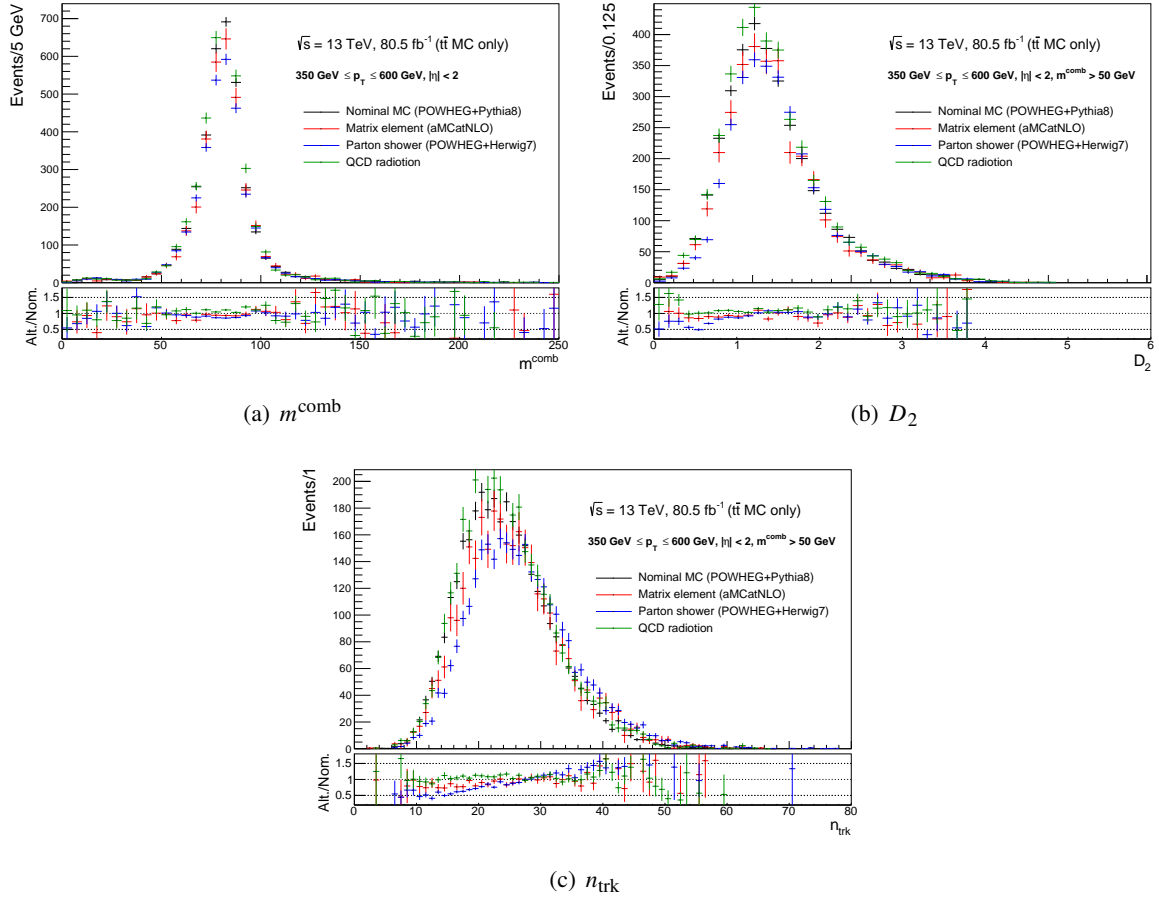 Events/5 GeV
700
600
500
400
300
200
100
0
√s = 13 TeV, 80.5 fb⁻¹ (tt̄ MC only)
350 GeV ≤ p_T ≤ 600 GeV, |η| < 2
Nominal MC (POWHEG+Pythia8)
Matrix element (aMCatNLO)
Parton shower (POWHEG+Herwig7)
QCD radiotion
Alt./Nom.
1.5
1
0.5
0 50 100 150 200 250
m^comb
(a) m^comb
Events/0.125
450
400
350
300
250
200
150
100
50
0
√s = 13 TeV, 80.5 fb⁻¹ (tt̄ MC only)
350 GeV ≤ p_T ≤ 600 GeV, |η| < 2, m^comb > 50 GeV
Nominal MC (POWHEG+Pythia8)
Matrix element (aMCatNLO)
Parton shower (POWHEG+Herwig7)
QCD radiotion
Alt./Nom.
1.5
1
0.5
0 1 2 3 4 5 6
D₂
(b) D₂
Events/1
200
180
160
140
120
100
80
60
40
20
0
√s = 13 TeV, 80.5 fb⁻¹ (tt̄ MC only)
350 GeV ≤ p_T ≤ 600 GeV, |η| < 2, m^comb > 50 GeV
Nominal MC (POWHEG+Pythia8)
Matrix element (aMCatNLO)
Parton shower (POWHEG+Herwig7)
QCD radiotion
Alt./Nom.
1.5
1
0.5
0 10 20 30 40 50 60 70 80
n_trk
(c) n_trk